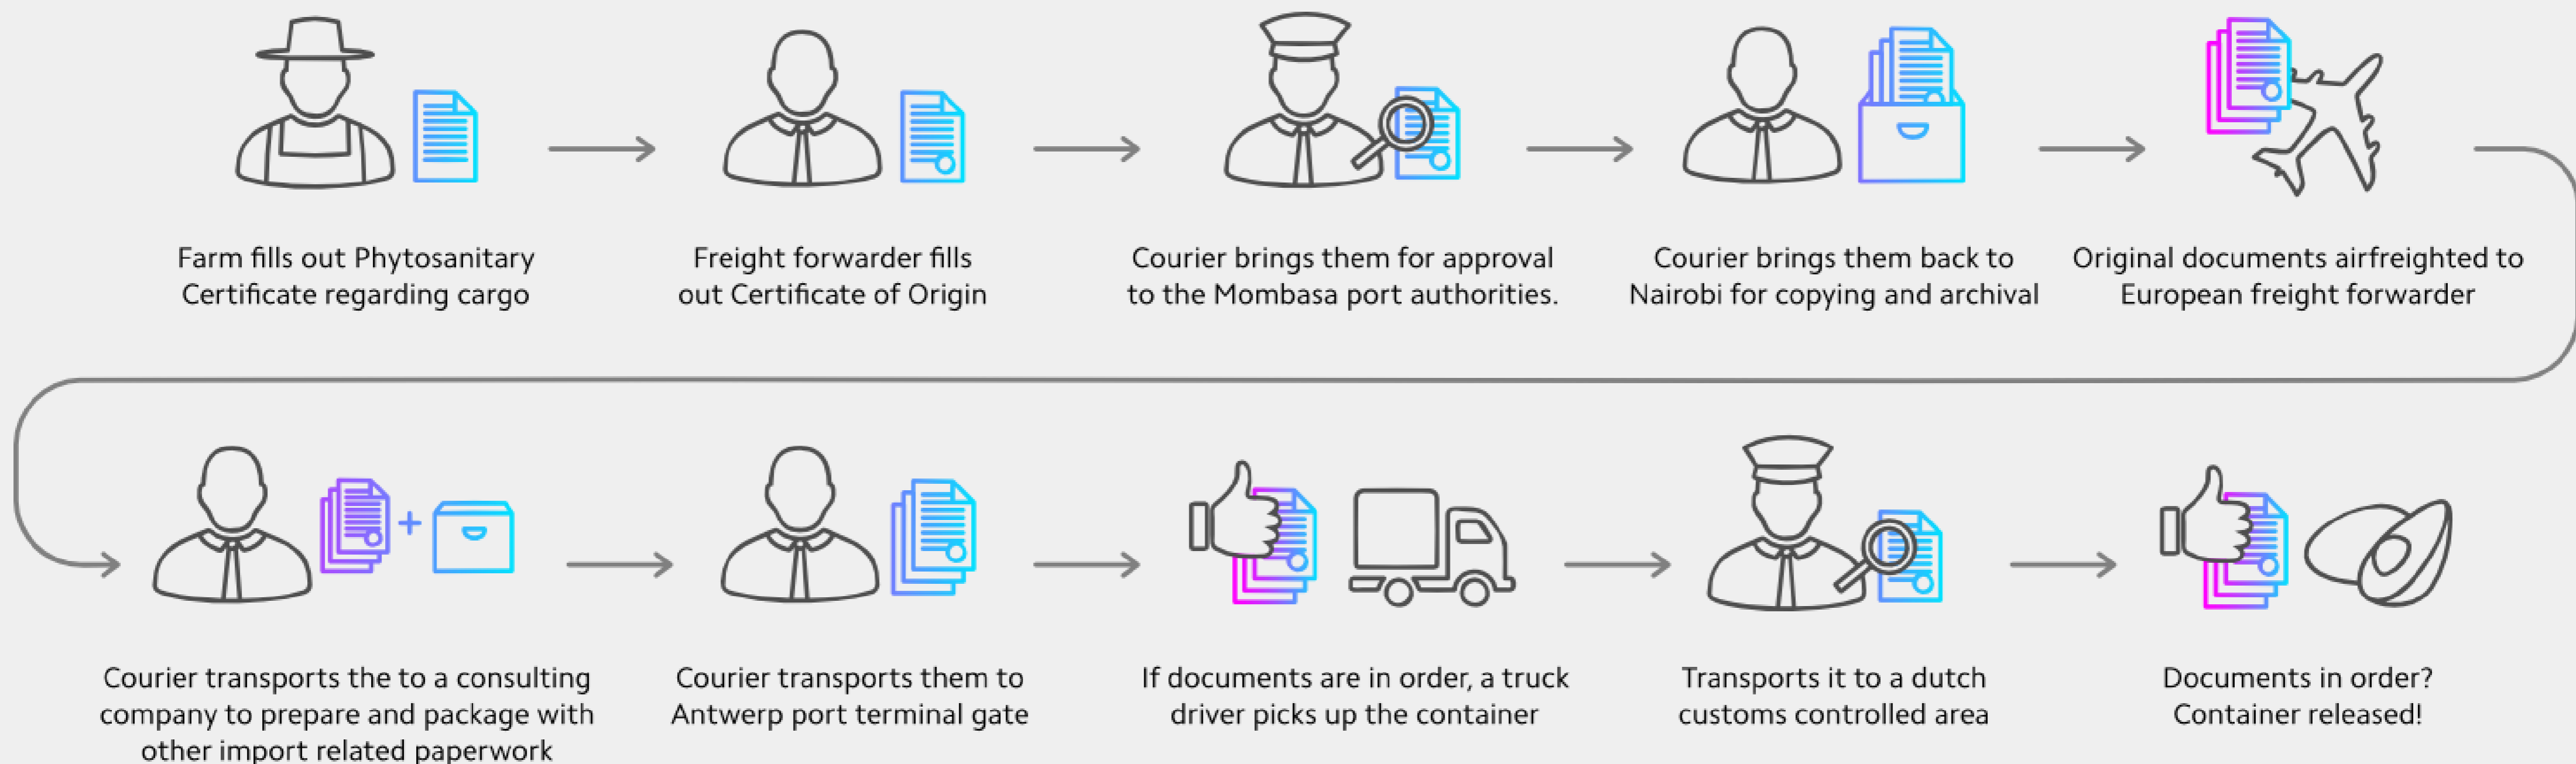 Farm fills out Phytosanitary
Certificate regarding cargo
Freight forwarder fills
out Certificate of Origin
Courier brings them for approval
to the Mombasa port authorities.
Courier brings them back to
Nairobi for copying and archival
Original documents airfreighted to
European freight forwarder
Courier transports the to a consulting
company to prepare and package with
other import related paperwork
Courier transports them to
Antwerp port terminal gate
If documents are in order, a truck
driver picks up the container
Transports it to a dutch
customs controlled area
Documents in order?
Container released!